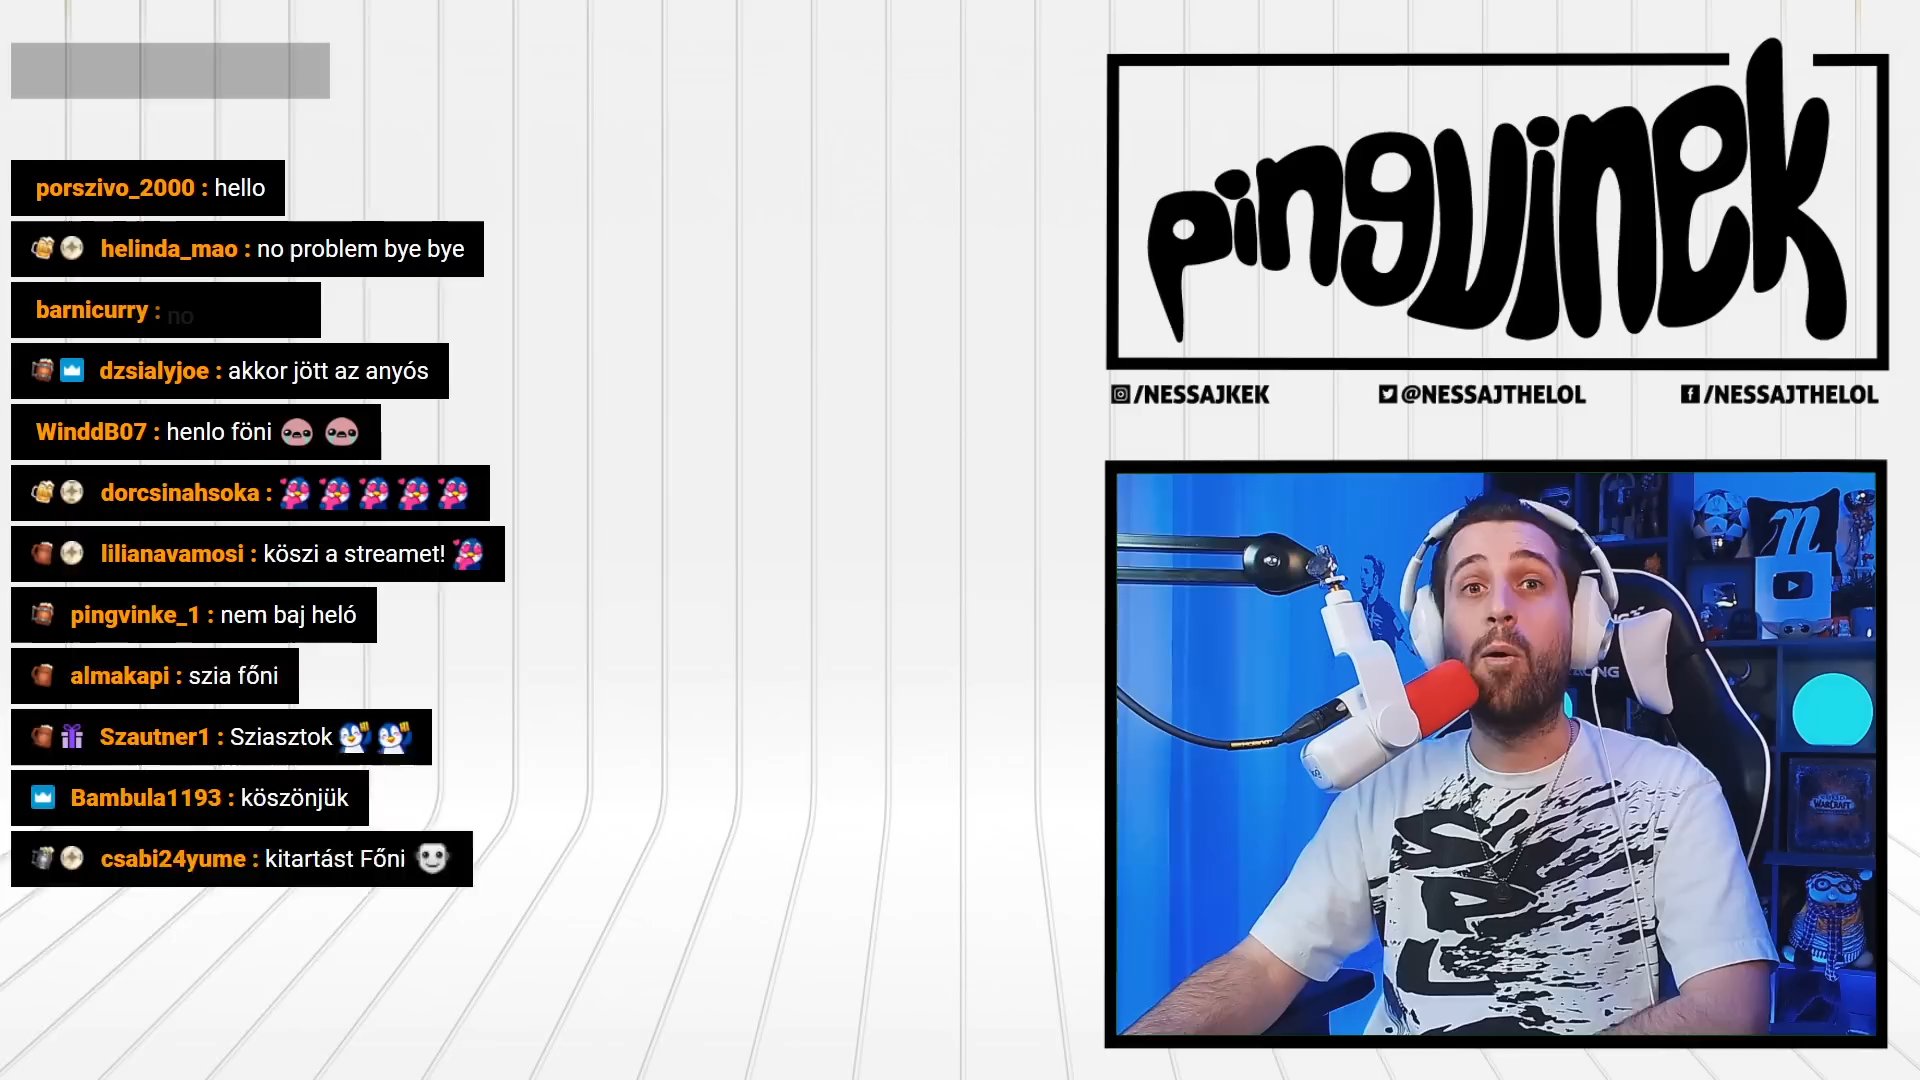 porszivo_2000 : hello
helinda_mao : no problem bye bye
barnicurry : no
dzsialyjoe : akkor jött az anyós
WinddB07 : henlo föni
dorcsinahsoka :
lilianavamosi : köszi a streamet!
pingvinke_1 : nem baj heló
almakapi : szia főni
Szautner1 : Sziasztok
Bambula1193 : köszönjük
csabi24yume : kitartást Főni
pingvinek
/NESSAJKEK
@NESSAJTHELOL
/NESSAJTHELOL
n
WARCRAFT